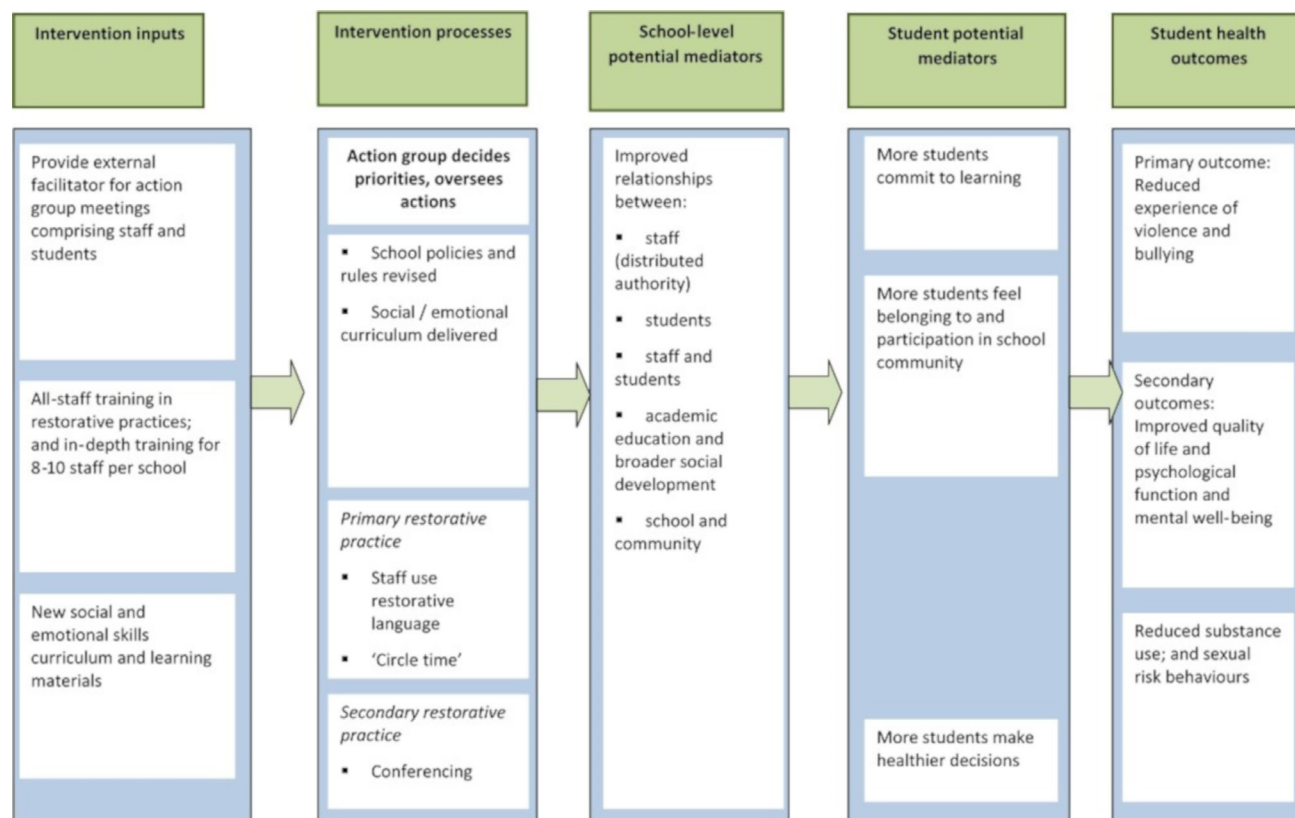 Intervention inputs
Provide external
facilitator for action
group meetings
comprising staff and
students
All-staff training in
restorative practices;
and in-depth training for
8-10 staff per school
New social and
emotional skills
curriculum and learning
materials
Intervention processes
Action group decides
priorities, oversees
actions
▪ School policies and
rules revised
▪ Social / emotional
curriculum delivered
Primary restorative
practice
▪ Staff use
restorative
language
▪ ‘Circle time’
Secondary restorative
practice
▪ Conferencing
School-level
potential mediators
Improved
relationships
between:
▪ staff
(distributed
authority)
▪ students
▪ staff and
students
▪ academic
education and
broader social
development
▪ school and
community
Student potential
mediators
More students
commit to learning
More students feel
belonging to and
participation in school
community
More students make
healthier decisions
Student health
outcomes
Primary outcome:
Reduced
experience of
violence and
bullying
Secondary
outcomes:
Improved quality
of life and
psychological
function and
mental well-being
Reduced substance
use; and sexual
risk behaviours